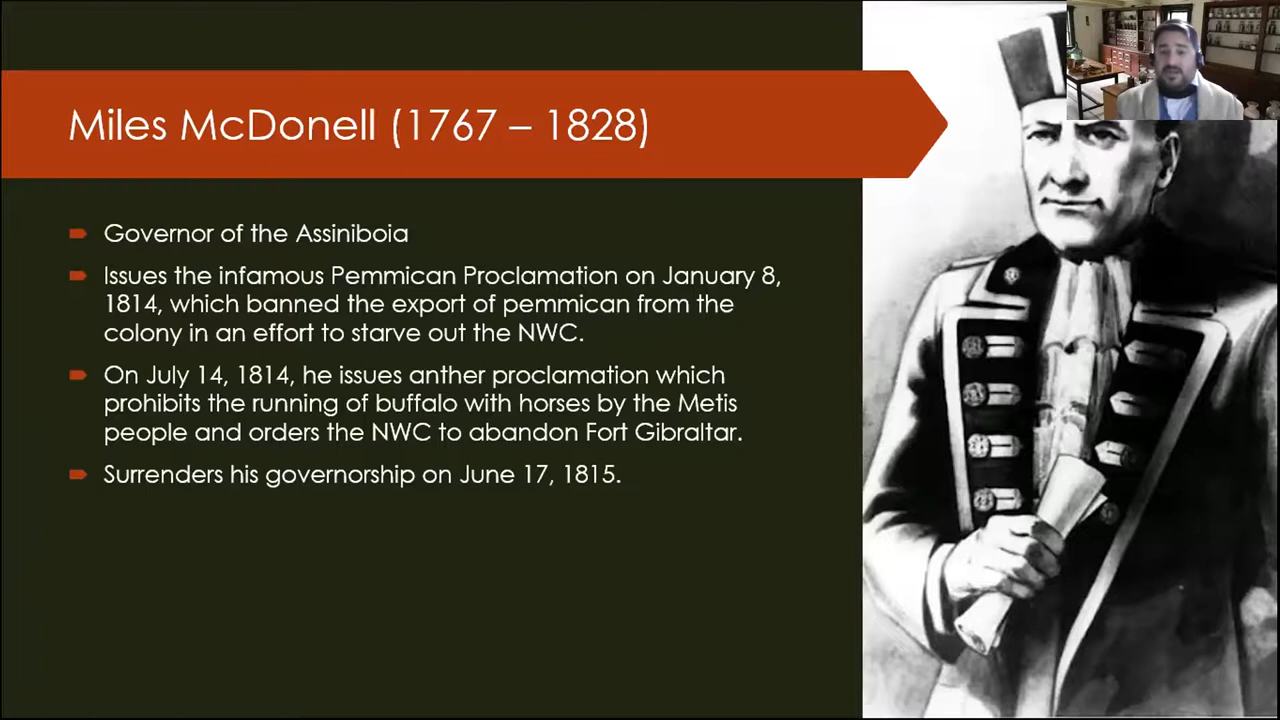 Miles McDonell (1767 – 1828)
Governor of the Assiniboia
Issues the infamous Pemmican Proclamation on January 8,
1814, which banned the export of pemmican from the
colony in an effort to starve out the NWC.
On July 14, 1814, he issues anther proclamation which
prohibits the running of buffalo with horses by the Metis
people and orders the NWC to abandon Fort Gibraltar.
Surrenders his governorship on June 17, 1815.